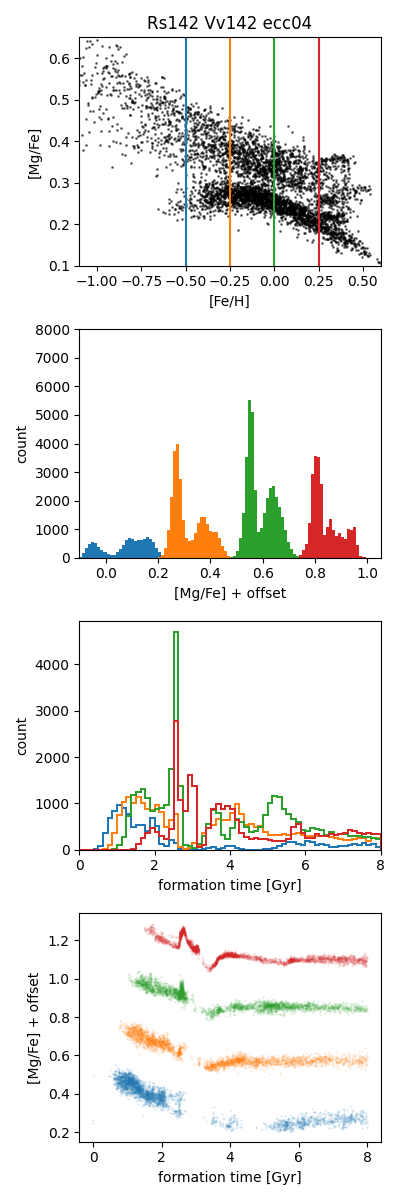 Rs142 Vv142 ecc04
[Mg/Fe]
0.6
0.5
0.4
0.3
0.2
0.1
−1.00 −0.75 −0.50 −0.25 0.00 0.25 0.50
[Fe/H]
count
8000
7000
6000
5000
4000
3000
2000
1000
0
0.0 0.2 0.4 0.6 0.8 1.0
[Mg/Fe] + offset
count
4000
3000
2000
1000
0
0 2 4 6 8
formation time [Gyr]
[Mg/Fe] + offset
1.2
1.0
0.8
0.6
0.4
0.2
0 2 4 6 8
formation time [Gyr]